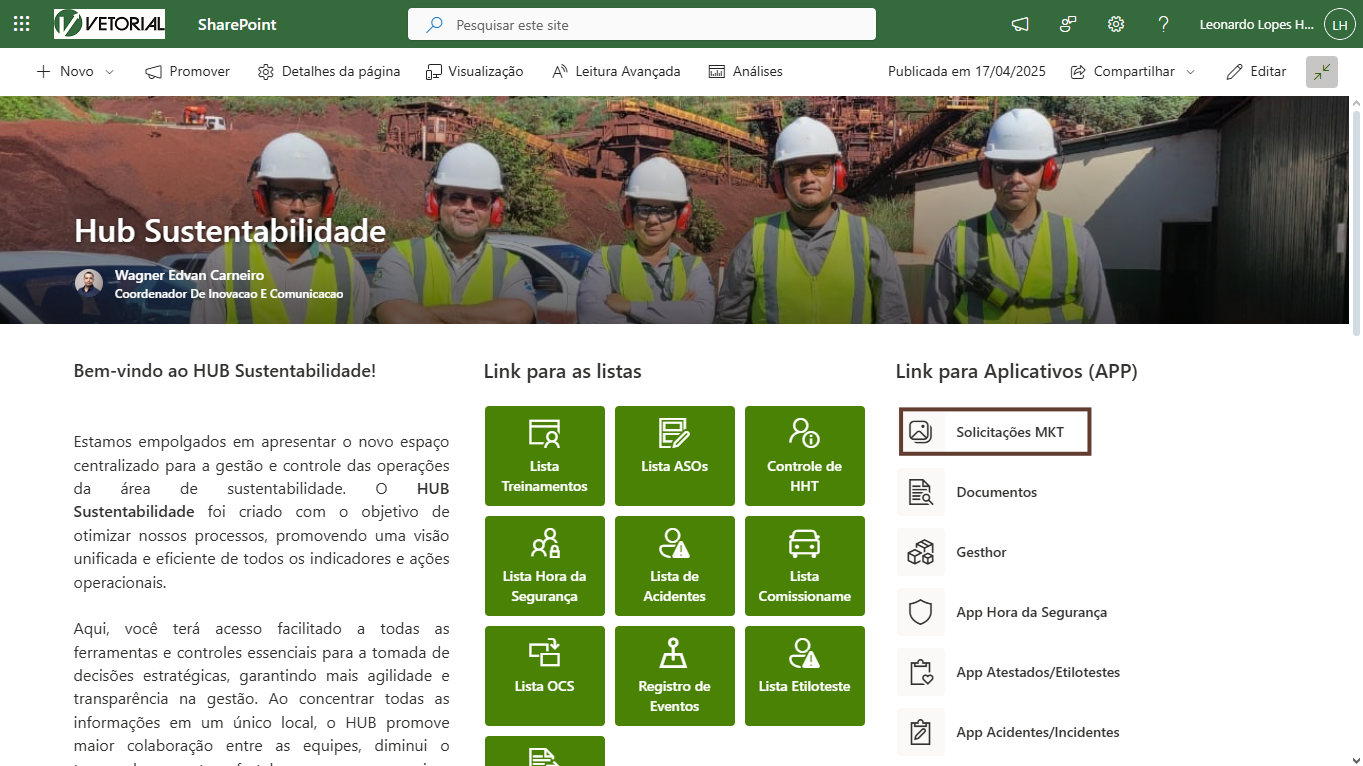 VETORIAL
SharePoint
Pesquisar este site
Leonardo Lopes H...
LH
Novo
Promover
Detalhes da página
Visualização
Leitura Avançada
Análises
Publicada em 17/04/2025
Compartilhar
Editar
Hub Sustentabilidade
Wagner Edvan Carneiro
Coordenador De Inovacao E Comunicacao
Bem-vindo ao HUB Sustentabilidade!
Estamos empolgados em apresentar o novo espaço
centralizado para a gestão e controle das operações
da área de sustentabilidade. O HUB
Sustentabilidade foi criado com o objetivo de
otimizar nossos processos, promovendo uma visão
unificada e eficiente de todos os indicadores e ações
operacionais.
Aqui, você terá acesso facilitado a todas as
ferramentas e controles essenciais para a tomada de
decisões estratégicas, garantindo mais agilidade e
transparência na gestão. Ao concentrar todas as
informações em um único local, o HUB promove
maior colaboração entre as equipes, diminui o
Link para as listas
Lista
Treinamentos
Lista ASOs
Controle de
HHT
Lista Hora da
Segurança
Lista de
Acidentes
Lista
Comissioname
Lista OCS
Registro de
Eventos
Lista Etiloteste
Link para Aplicativos (APP)
Solicitações MKT
Documentos
Gesthor
App Hora da Segurança
App Atestados/Etilotestes
App Acidentes/Incidentes